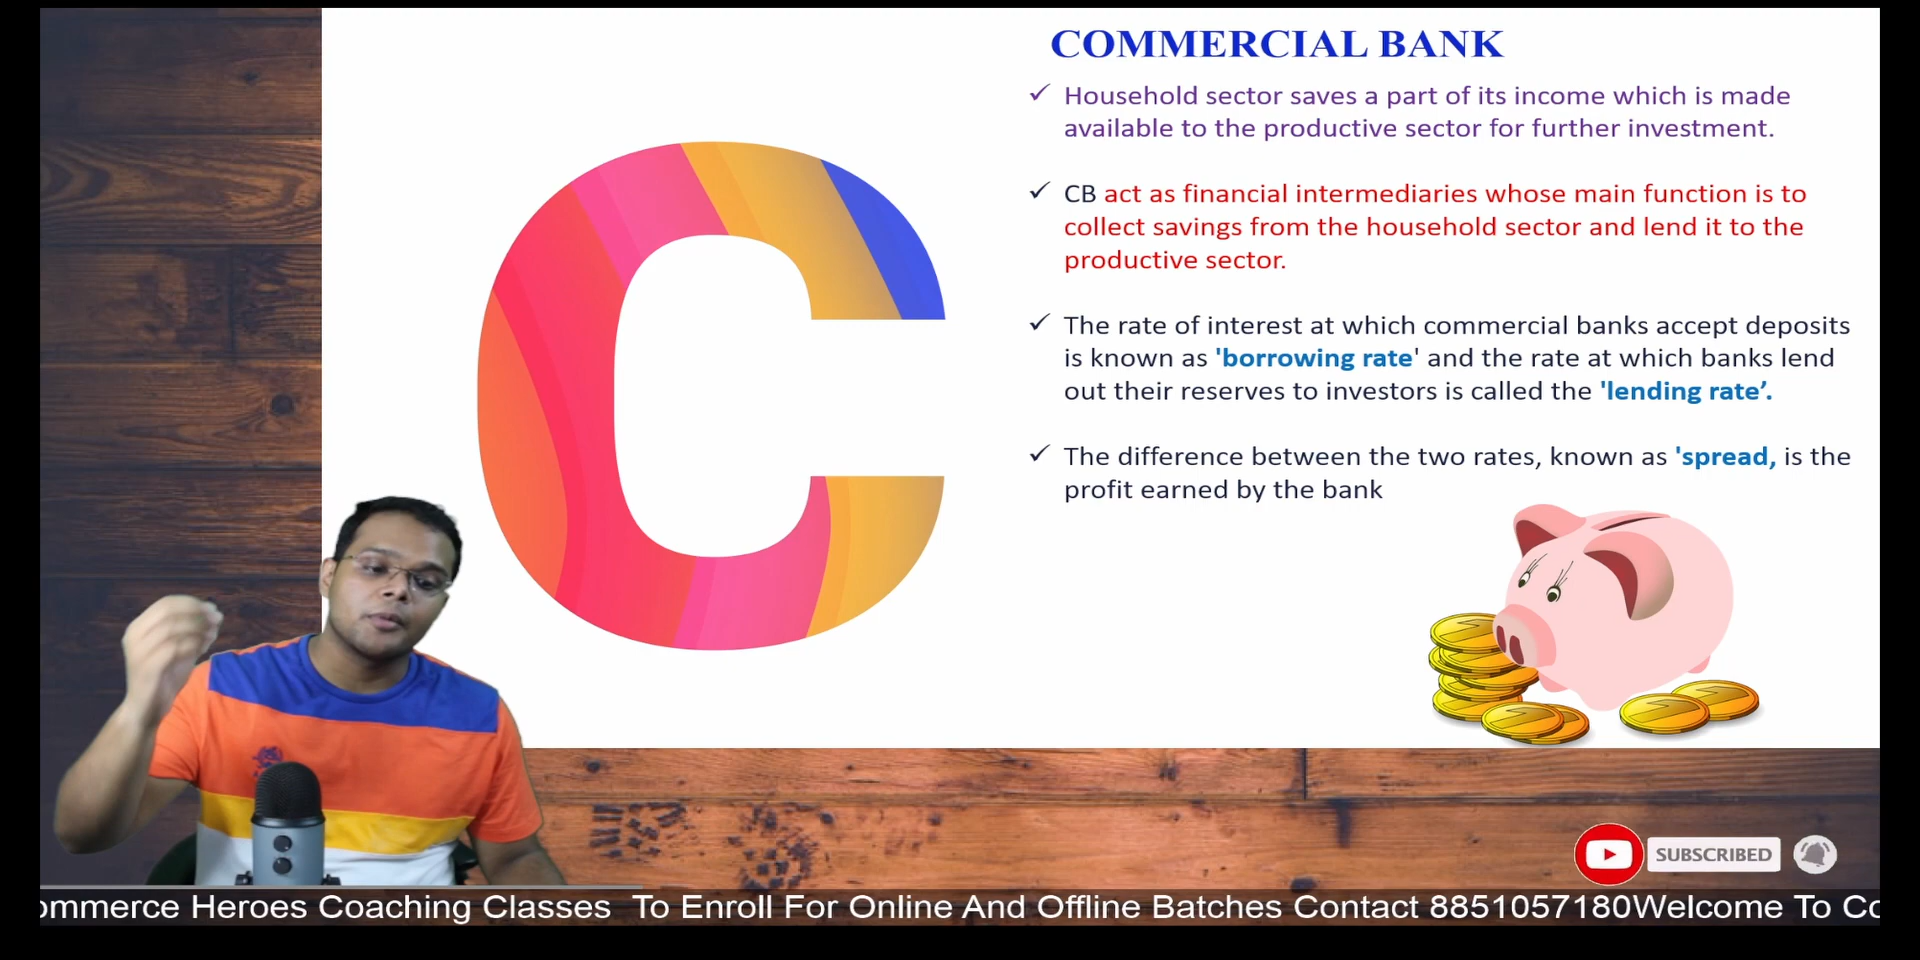 COMMERCIAL BANK
✓ Household sector saves a part of its income which is made
available to the productive sector for further investment.
✓ CB act as financial intermediaries whose main function is to
collect savings from the household sector and lend it to the
productive sector.
✓ The rate of interest at which commercial banks accept deposits
is known as 'borrowing rate' and the rate at which banks lend
out their reserves to investors is called the 'lending rate’.
✓ The difference between the two rates, known as 'spread, is the
profit earned by the bank
C
SUBSCRIBED
ommerce Heroes Coaching Classes To Enroll For Online And Offline Batches Contact 8851057180Welcome To Co